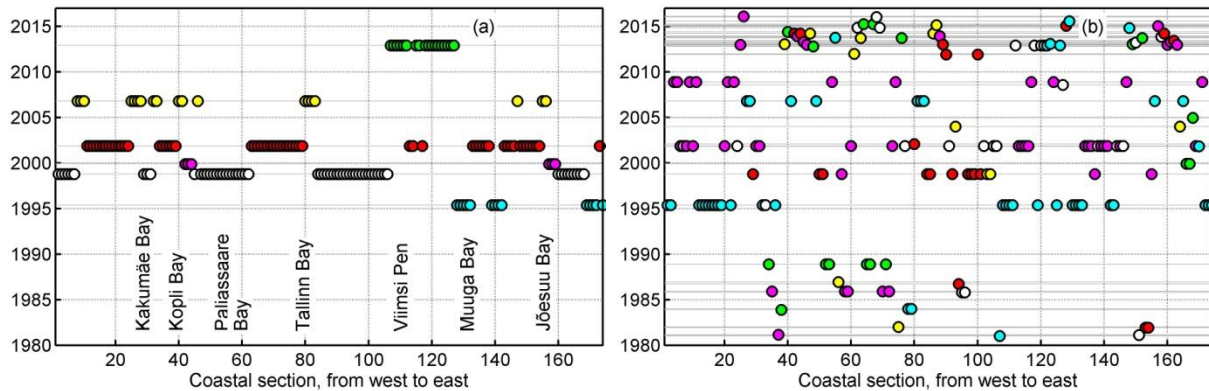 (a)
2015
2010
2005
2000
1995
1990
1985
1980
Kakumäe Bay
Kopli Bay
Paljassaare
Bay
Tallinn Bay
Viimsi Pen
Muuga Bay
Jõesuu Bay
20 40 60 80 100 120 140 160
Coastal section, from west to east
(b)
2015
2010
2005
2000
1995
1990
1985
1980
20 40 60 80 100 120 140 160
Coastal section, from west to east